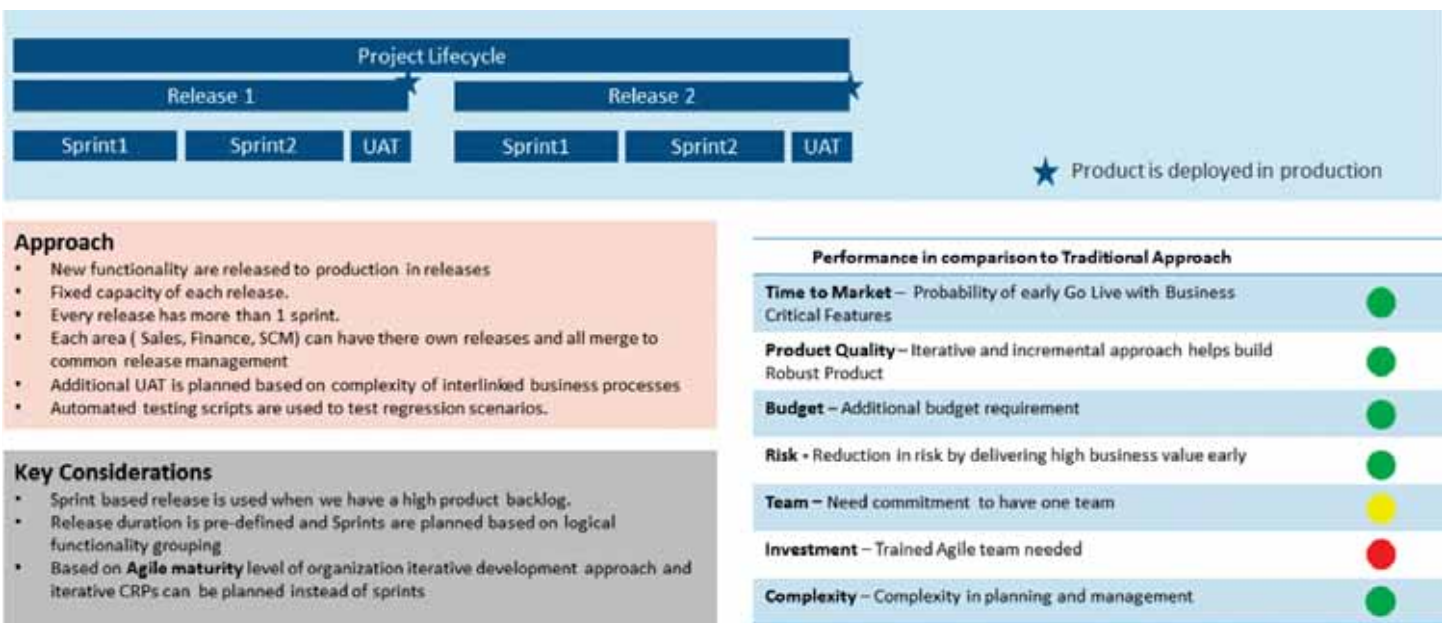 Project Lifecycle
Release 1
Release 2
Sprint1
Sprint2
UAT
Sprint1
Sprint2
UAT
Product is deployed in production
Approach
• New functionality are released to production in releases
• Fixed capacity of each release.
• Every release has more than 1 sprint.
• Each area ( Sales, Finance, SCM) can have there own releases and all merge to
common release management
• Additional UAT is planned based on complexity of interlinked business processes
• Automated testing scripts are used to test regression scenarios.
Key Considerations
• Sprint based release is used when we have a high product backlog.
• Release duration is pre-defined and Sprints are planned based on logical
functionality grouping
• Based on Agile maturity level of organization iterative development approach and
iterative CRPs can be planned instead of sprints
Performance in comparison to Traditional Approach
Time to Market – Probability of early Go Live with Business
Critical Features
Product Quality – Iterative and incremental approach helps build
Robust Product
Budget – Additional budget requirement
Risk - Reduction in risk by delivering high business value early
Team – Need commitment to have one team
Investment – Trained Agile team needed
Complexity – Complexity in planning and management